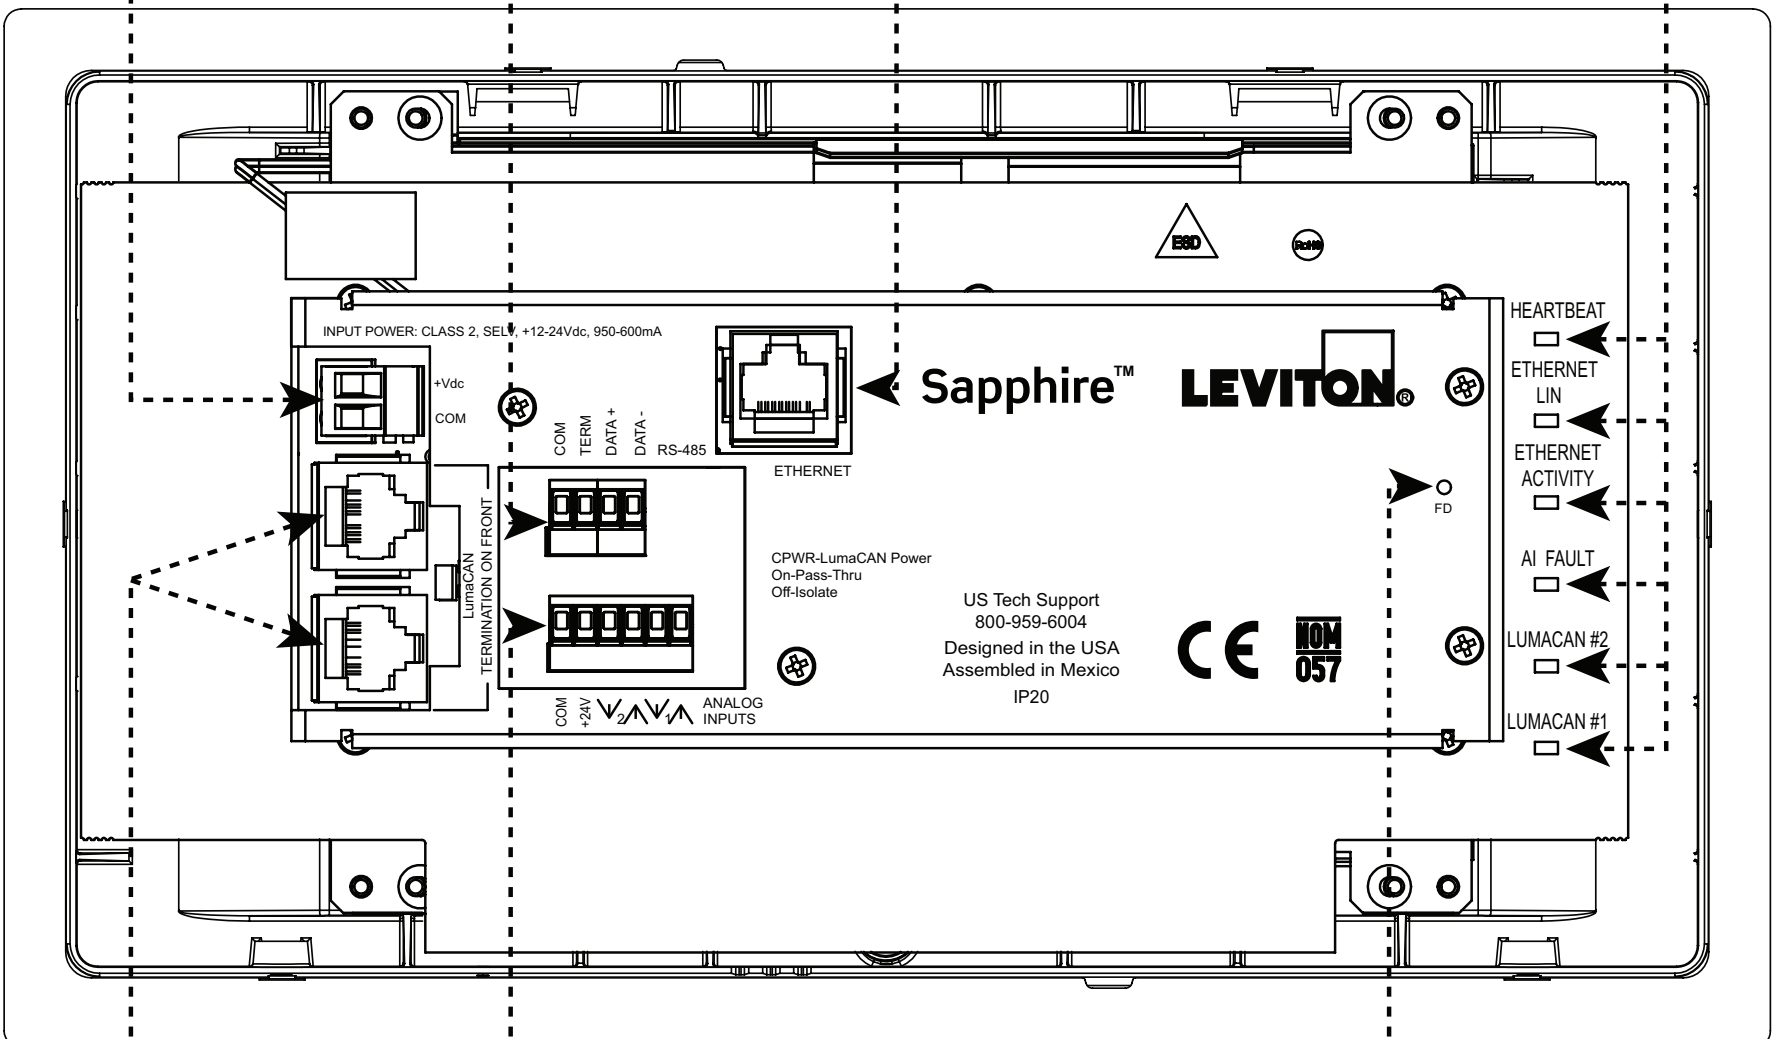 ESD
RoHS
INPUT POWER: CLASS 2, SELV, +12-24Vdc, 950-600mA
+Vdc
COM
COM
TERM
DATA +
DATA -
RS-485
ETHERNET
Sapphire™
LEVITON®
FD
LumaCAN
TERMINATION ON FRONT
CPWR-LumaCAN Power
On-Pass-Thru
Off-Isolate
US Tech Support
800-959-6004
Designed in the USA
Assembled in Mexico
IP20
CE
NOM
057
COM
+24V
2
1
ANALOG
INPUTS
HEARTBEAT
ETHERNET
LIN
ETHERNET
ACTIVITY
AI FAULT
LUMACAN #2
LUMACAN #1